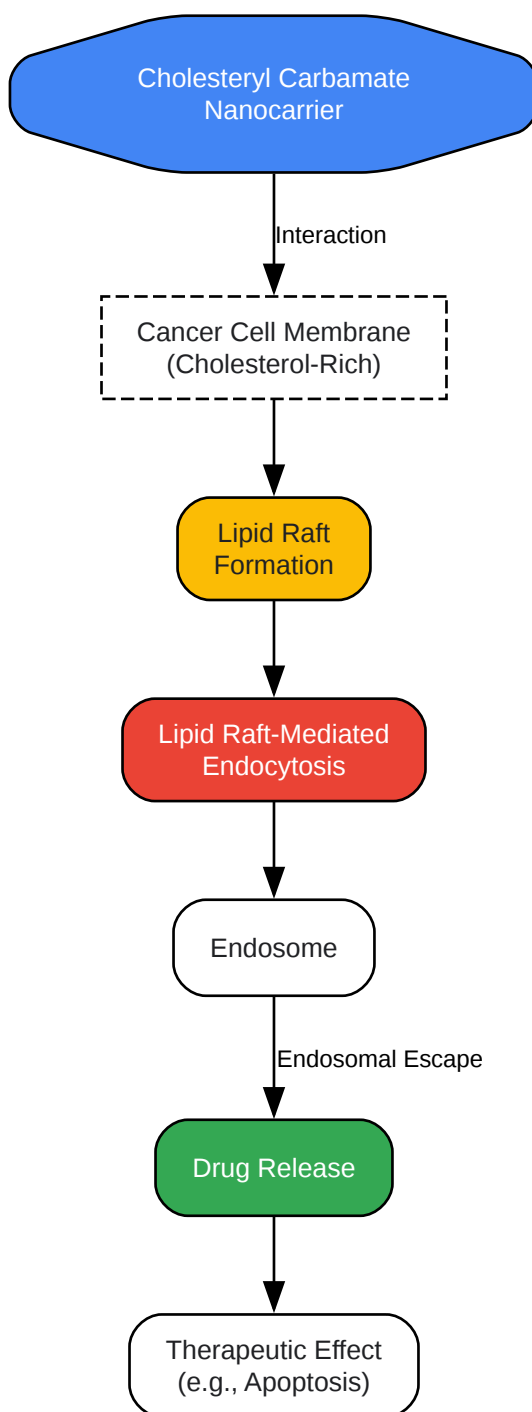 Cholesteryl Carbamate
Nanocarrier
Interaction
Cancer Cell Membrane
(Cholesterol-Rich)
Lipid Raft
Formation
Lipid Raft-Mediated
Endocytosis
Endosome
Endosomal Escape
Drug Release
Therapeutic Effect
(e.g., Apoptosis)